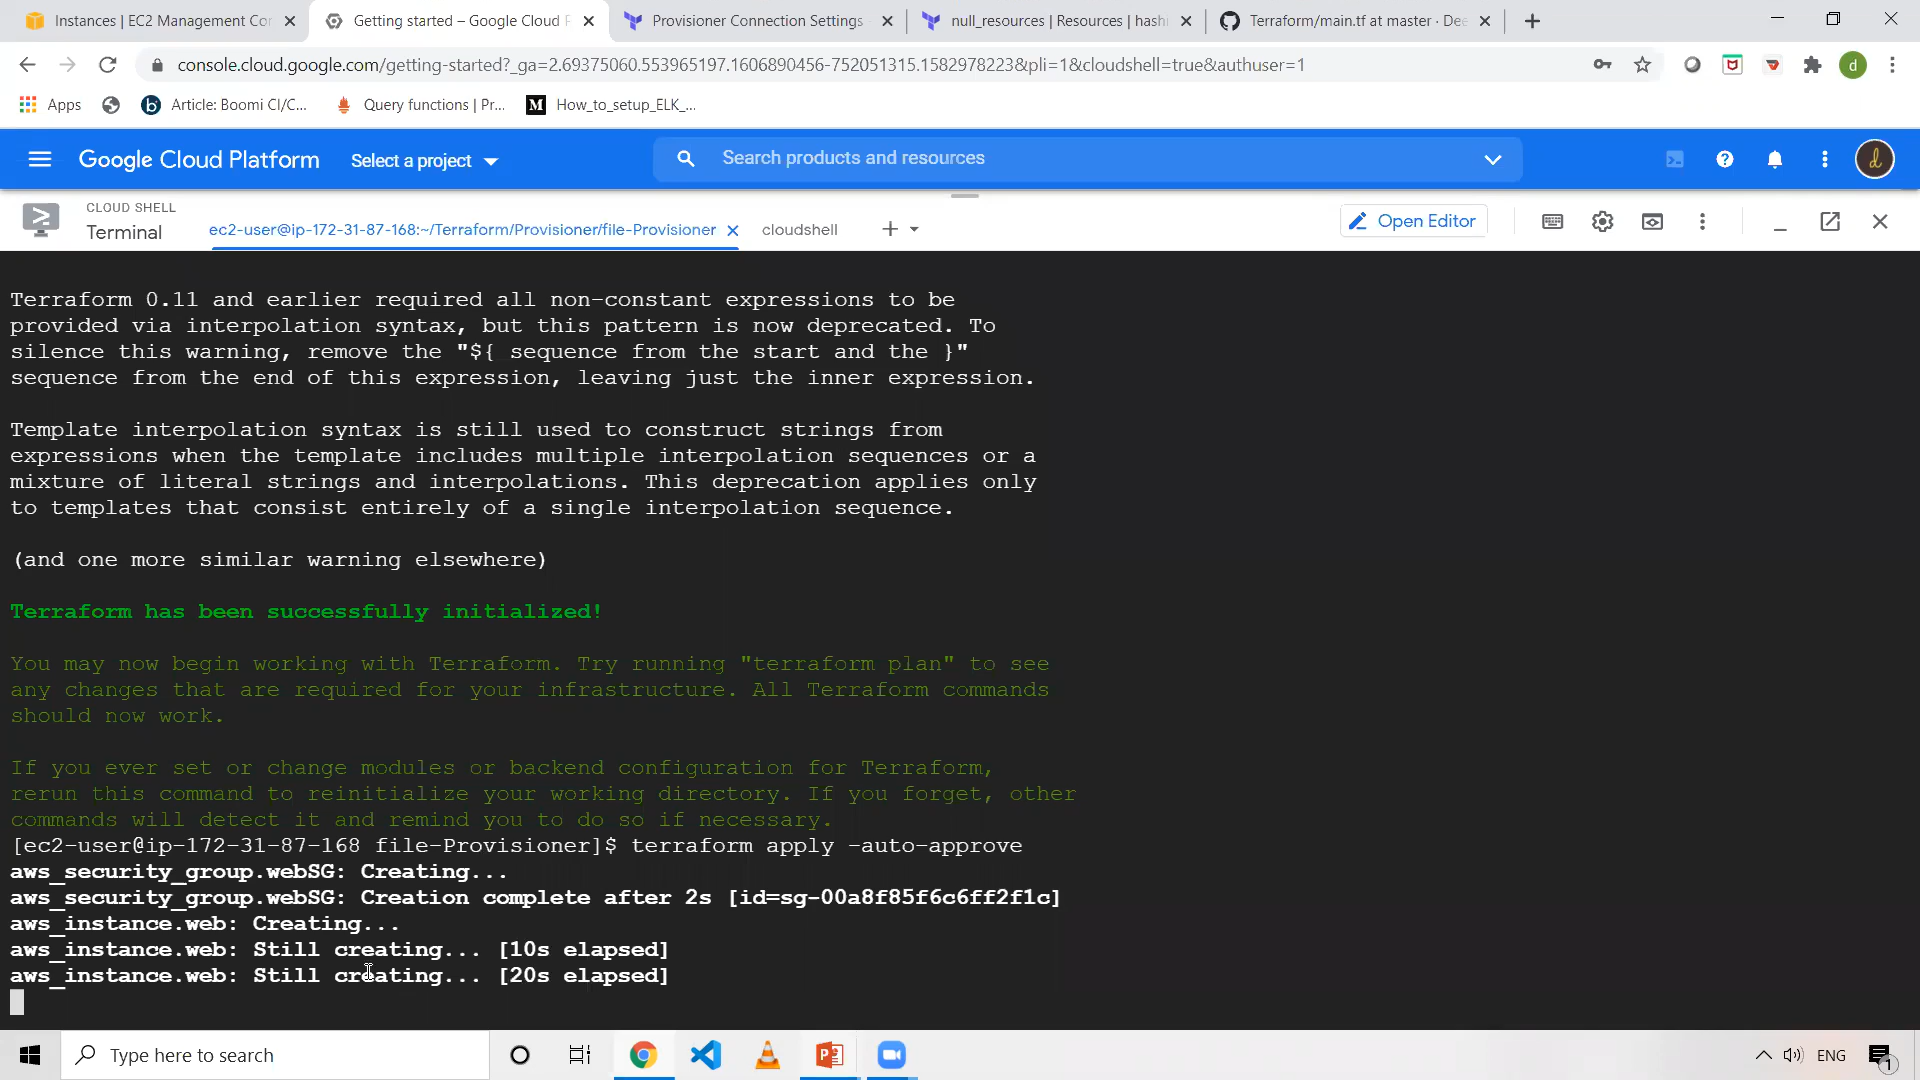 Instances | EC2 Management Con
Getting started – Google Cloud P
Provisioner Connection Settings
null_resources | Resources | hashi
Terraform/main.tf at master · Dee
console.cloud.google.com/getting-started?_ga=2.69375060.553965197.1606890456-752051315.1582978223&pli=1&cloudshell=true&authuser=1
d
Apps
Article: Boomi CI/C...
Query functions | Pr...
How_to_setup_ELK_...
Google Cloud Platform
Select a project
Search products and resources
d
CLOUD SHELL
Terminal
ec2-user@ip-172-31-87-168:~/Terraform/Provisioner/file-Provisioner
cloudshell
Open Editor
Terraform 0.11 and earlier required all non-constant expressions to be
provided via interpolation syntax, but this pattern is now deprecated. To
silence this warning, remove the "${ sequence from the start and the }"
sequence from the end of this expression, leaving just the inner expression.
Template interpolation syntax is still used to construct strings from
expressions when the template includes multiple interpolation sequences or a
mixture of literal strings and interpolations. This deprecation applies only
to templates that consist entirely of a single interpolation sequence.
(and one more similar warning elsewhere)
Terraform has been successfully initialized!
You may now begin working with Terraform. Try running "terraform plan" to see
any changes that are required for your infrastructure. All Terraform commands
should now work.
If you ever set or change modules or backend configuration for Terraform,
rerun this command to reinitialize your working directory. If you forget, other
commands will detect it and remind you to do so if necessary.
[ec2-user@ip-172-31-87-168 file-Provisioner]$ terraform apply -auto-approve
aws_security_group.webSG: Creating...
aws_security_group.webSG: Creation complete after 2s [id=sg-00a8f85f6c6ff2f1c]
aws_instance.web: Creating...
aws_instance.web: Still creating... [10s elapsed]
aws_instance.web: Still creating... [20s elapsed]
Type here to search
ENG
1